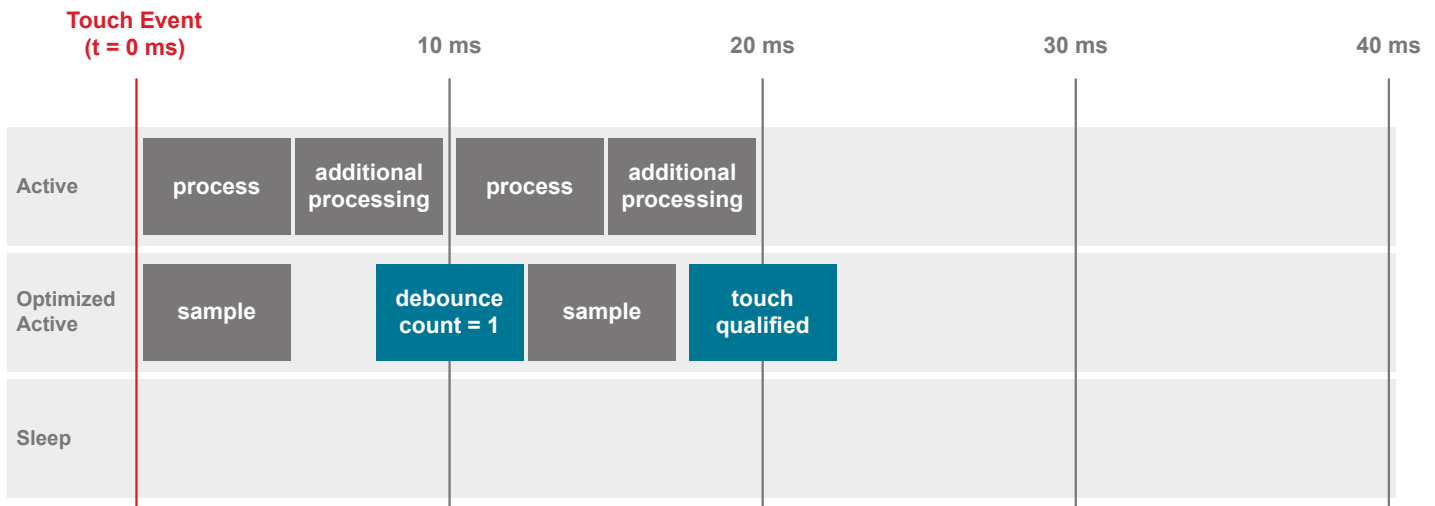 Touch Event
(t = 0 ms)
10 ms
20 ms
30 ms
40 ms
Active
process
additional
processing
process
additional
processing
Optimized
Active
sample
debounce
count = 1
sample
touch
qualified
Sleep